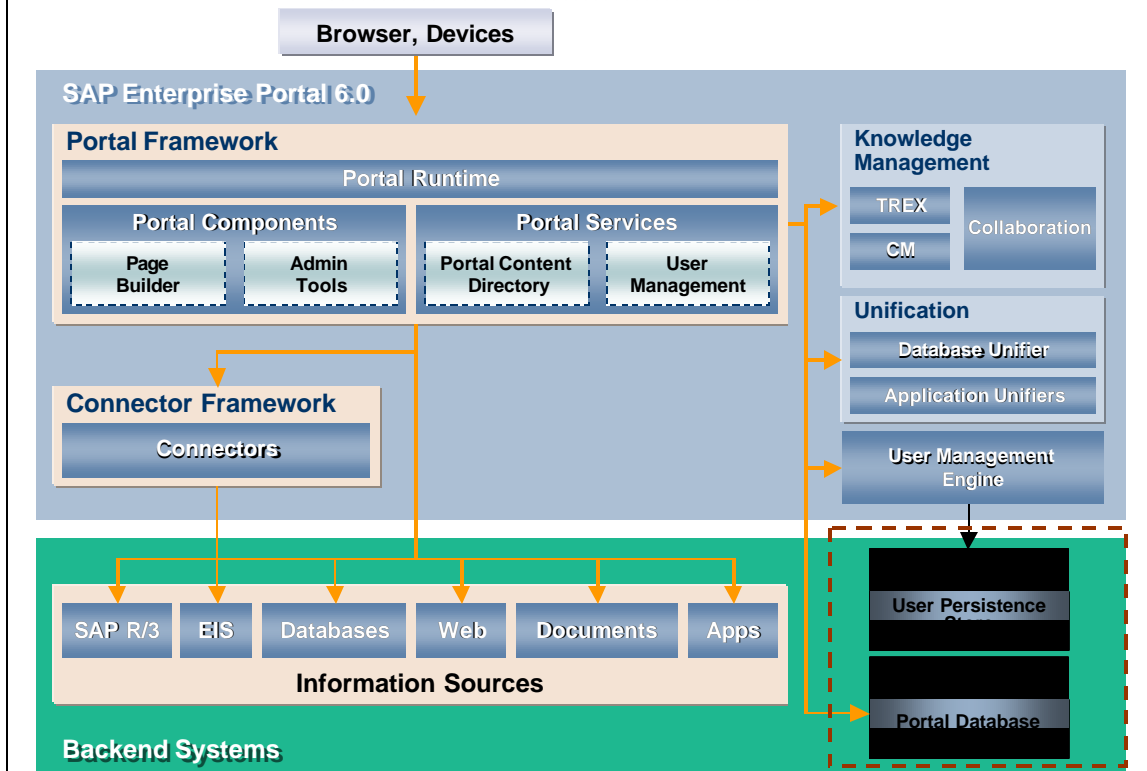 Browser, Devices
SAP Enterprise Portal 6.0
Portal Framework
Portal Runtime
Portal Components
Page
Builder
Admin
Tools
Portal Services
Portal Content
Directory
User
Management
Knowledge
Management
TREX
CM
Collaboration
Unification
Database Unifier
Application Unifiers
User Management
Engine
Connector Framework
Connectors
SAP R/3
EIS
Databases
Web
Documents
Apps
Information Sources
User Persistence
Store
Portal Database
Backend Systems